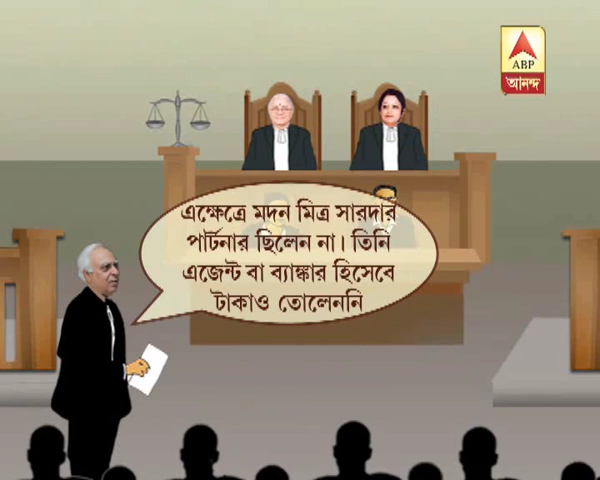 ABP
আনন্দ
এক্ষেত্রে মদন মিত্র সারদার
পার্টনার ছিলেন না। তিনি
এজেন্ট বা ব্যাঙ্কার হিসেবে
টাকাও তোলেননি